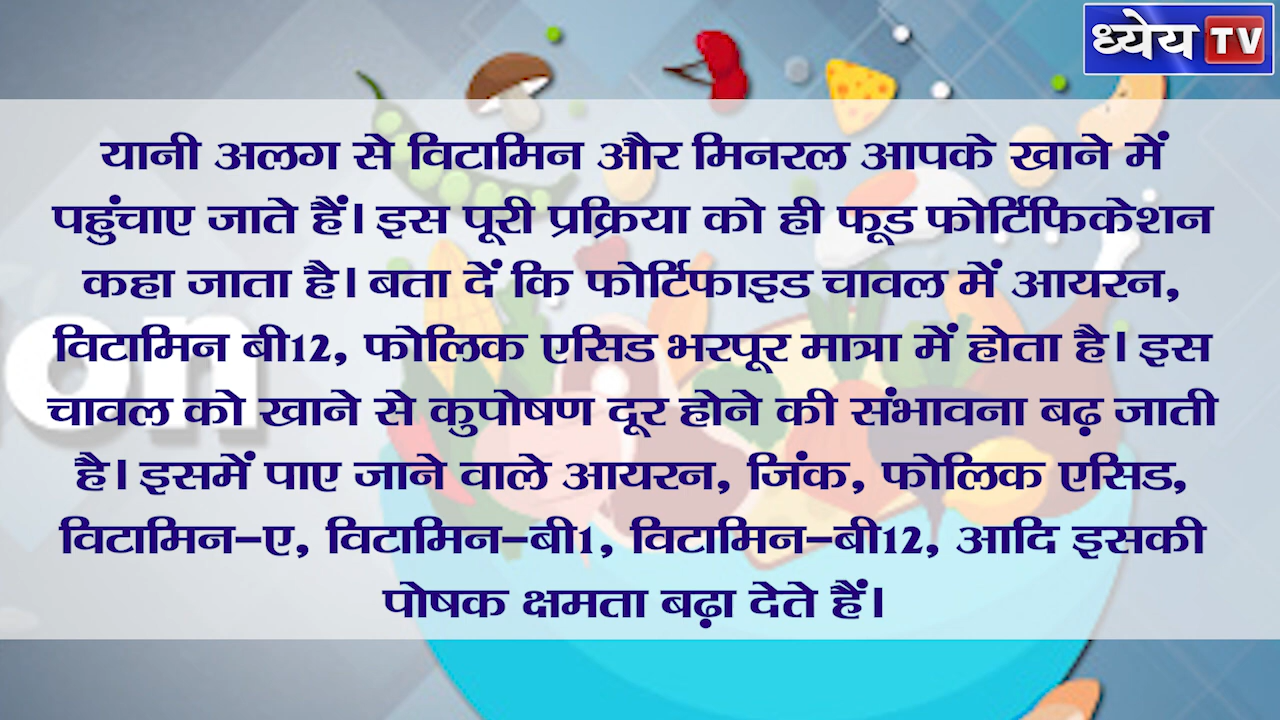 ध्येय TV
यानी अलग से विटामिन और मिनरल आपके खाने में
पहुंचाए जाते हैं। इस पूरी प्रक्रिया को ही फूड फोर्टिफिकेशन
कहा जाता है। बता दें कि फोर्टिफाइड चावल में आयरन,
विटामिन बी12, फोलिक एसिड भरपूर मात्रा में होता है। इस
चावल को खाने से कुपोषण दूर होने की संभावना बढ़ जाती
है। इसमें पाए जाने वाले आयरन, जिंक, फोलिक एसिड,
विटामिन-ए, विटामिन-बी1, विटामिन-बी12, आदि इसकी
पोषक क्षमता बढ़ा देते हैं।
on